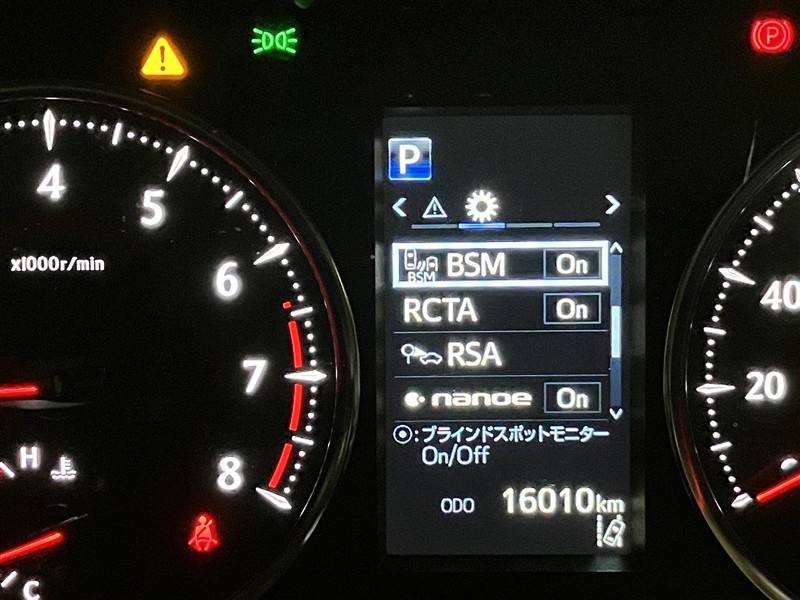 P
P
4
5
x1000r/min
6
7
8
H
C
BSM
BSM On
RCTA On
RSA
nanoe On
:ブラインドスポットモニター
On/Off
ODO 16010km
40
20